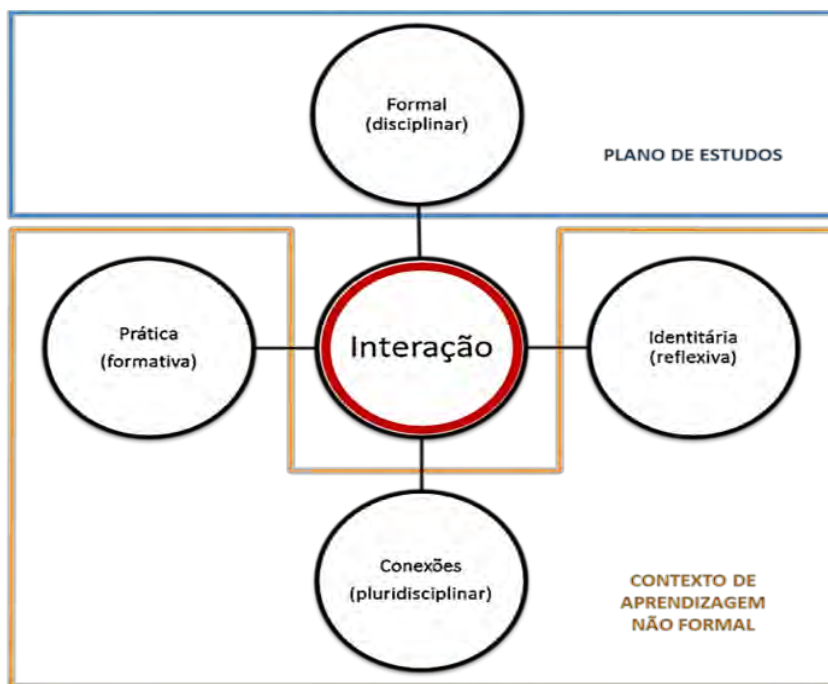 Formal
(disciplinar)
PLANO DE ESTUDOS
Prática
(formativa)
Interação
Identitária
(reflexiva)
Conexões
(pluridisciplinar)
CONTEXTO DE
APRENDIZAGEM
NÃO FORMAL